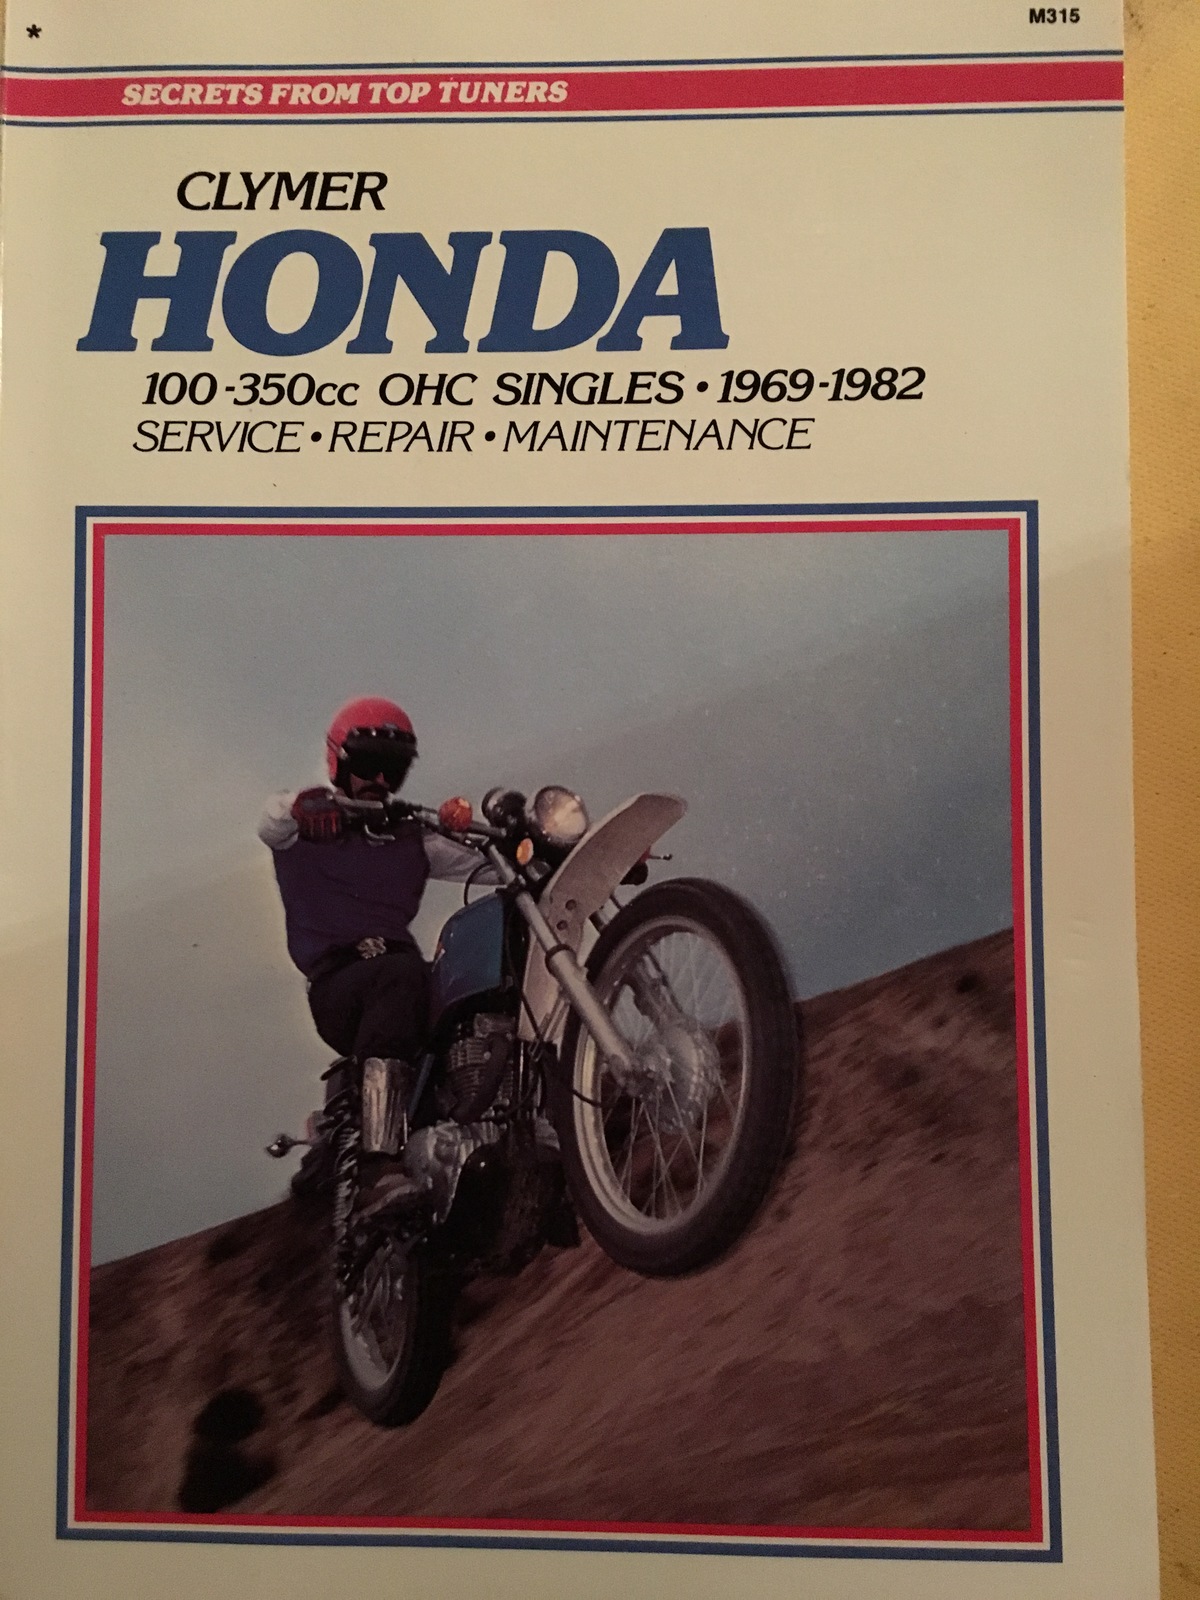 *
M315
SECRETS FROM TOP TUNERS
CLYMER
HONDA
100-350cc OHC SINGLES • 1969-1982
SERVICE • REPAIR • MAINTENANCE